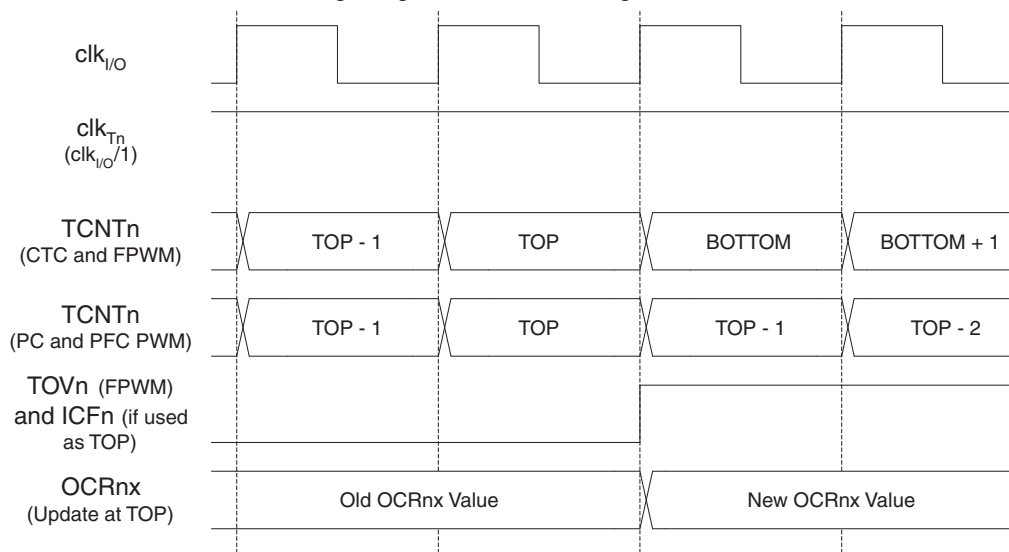 clkI/O
clkTn
(clkI/O/1)
TCNTn
(CTC and FPWM)
TOP - 1
TOP
BOTTOM
BOTTOM + 1
TCNTn
(PC and PFC PWM)
TOP - 1
TOP
TOP - 1
TOP - 2
TOVn (FPWM)
and ICFn (if used
as TOP)
OCRnx
(Update at TOP)
Old OCRnx Value
New OCRnx Value